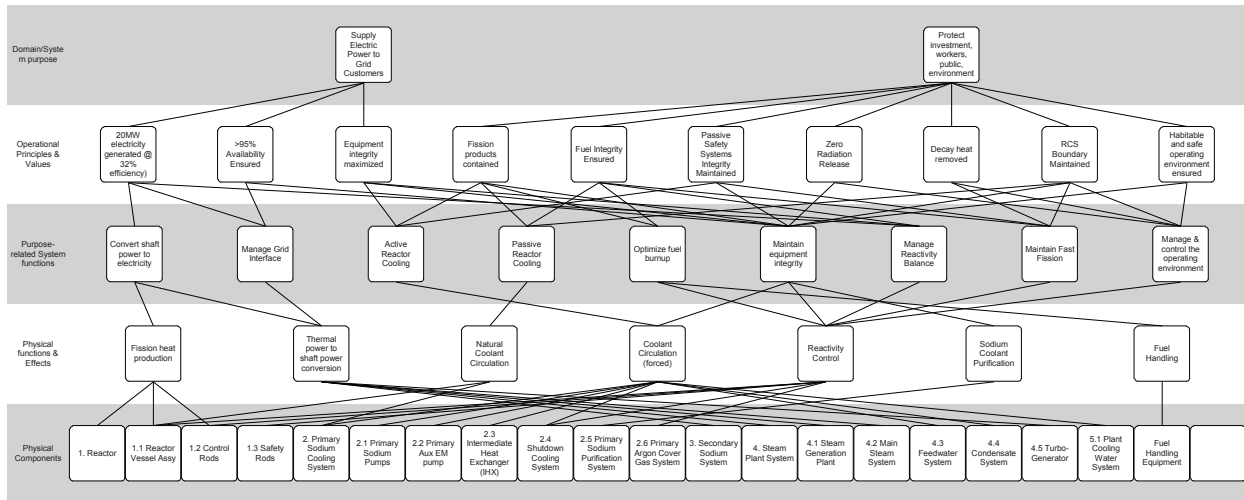 Domain/Syste
m purpose
Supply
Electric
Power to
Grid
Customers
Protect
investment,
workers,
public,
environment
Operational
Principles &
Values
20MW
electricity
generated @
32%
efficiency)
>95%
Availability
Ensured
Equipment
integrity
maximized
Fission
products
contained
Fuel Integrity
Ensured
Passive
Safety
Systems
Integrity
Maintained
Zero
Radiation
Release
Decay heat
removed
RCS
Boundary
Maintained
Habitable
and safe
operating
environment
ensured
Purpose-
related System
functions
Convert shaft
power to
electricity
Manage Grid
Interface
Active
Reactor
Cooling
Passive
Reactor
Cooling
Optimize fuel
burnup
Maintain
equipment
integrity
Manage
Reactivity
Balance
Maintain Fast
Fission
Manage &
control the
operating
environment
Physical
functions &
Effects
Fission heat
production
Thermal
power to
shaft power
conversion
Natural
Coolant
Circulation
Coolant
Circulation
(forced)
Reactivity
Control
Sodium
Coolant
Purification
Fuel
Handling
Physical
Components
1. Reactor
1.1 Reactor
Vessel Assy
1.2 Control
Rods
1.3 Safety
Rods
2. Primary
Sodium
Cooling
System
2.1 Primary
Sodium
Pumps
2.2 Primary
Aux EM
pump
2.3
Intermediate
Heat
Exchanger
(IHX)
2.4
Shutdown
Cooling
System
2.5 Primary
Sodium
Purification
System
2.6 Primary
Argon Cover
Gas System
3. Secondary
Sodium
System
4. Steam
Plant System
4.1 Steam
Generation
Plant
4.2 Main
Steam
System
4.3
Feedwater
System
4.4
Condensate
System
4.5 Turbo-
Generator
5.1 Plant
Cooling
Water
System
Fuel
Handling
Equipment